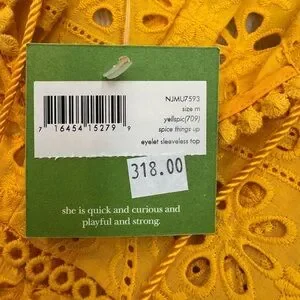 NJMU7593
size m
yellspic(709)
spice things up
eyelet sleeveless top
7 16454 15279 9
318.00
she is quick and curious and
playful and strong.